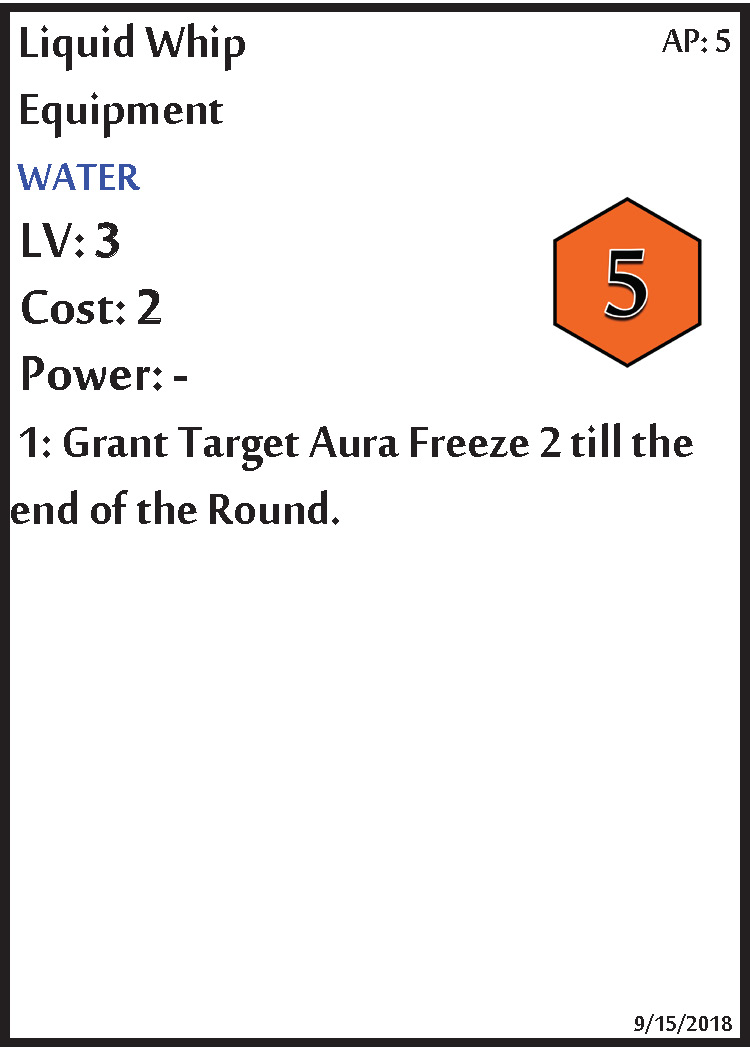 Liquid Whip
AP: 5
Equipment
WATER
LV: 3
5
Cost: 2
Power: -
1: Grant Target Aura Freeze 2 till the
end of the Round.
9/15/2018